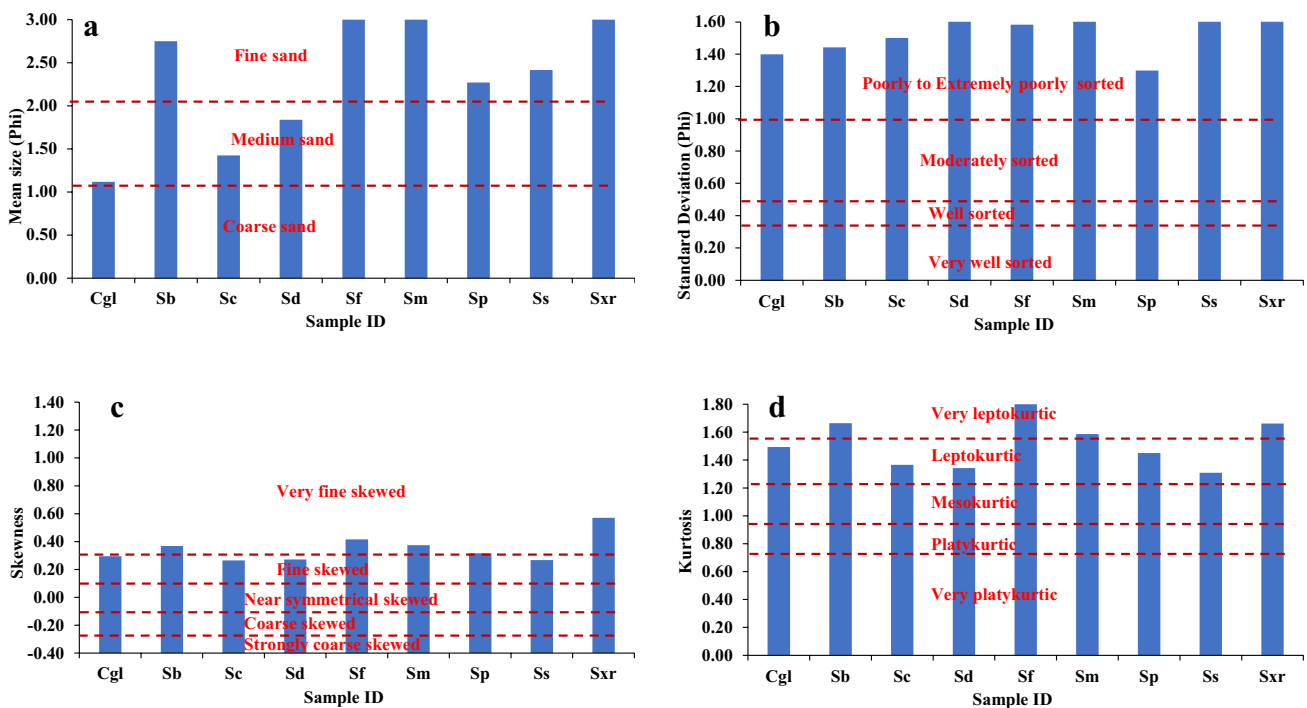 a
3.00
2.50
2.00
1.50
1.00
0.50
0.00
Mean size (Phi)
Fine sand
Medium sand
Coarse sand
Cgl Sb Sc Sd Sf Sm Sp Ss Sxr
Sample ID
b
1.60
1.40
1.20
1.00
0.80
0.60
0.40
0.20
0.00
Standard Deviation (Phi)
Poorly to Extremely poorly sorted
Moderately sorted
Well sorted
Very well sorted
Cgl Sb Sc Sd Sf Sm Sp Ss Sxr
Sample ID
c
1.40
1.20
1.00
0.80
0.60
0.40
0.20
0.00
-0.20
-0.40
Skewness
Very fine skewed
Fine skewed
Near symmetrical skewed
Coarse skewed
Strongly coarse skewed
Cgl Sb Sc Sd Sf Sm Sp Ss Sxr
Sample ID
d
1.80
1.60
1.40
1.20
1.00
0.80
0.60
0.40
0.20
0.00
Kurtosis
Very leptokurtic
Leptokurtic
Mesokurtic
Platykurtic
Very platykurtic
Cgl Sb Sc Sd Sf Sm Sp Ss Sxr
Sample ID